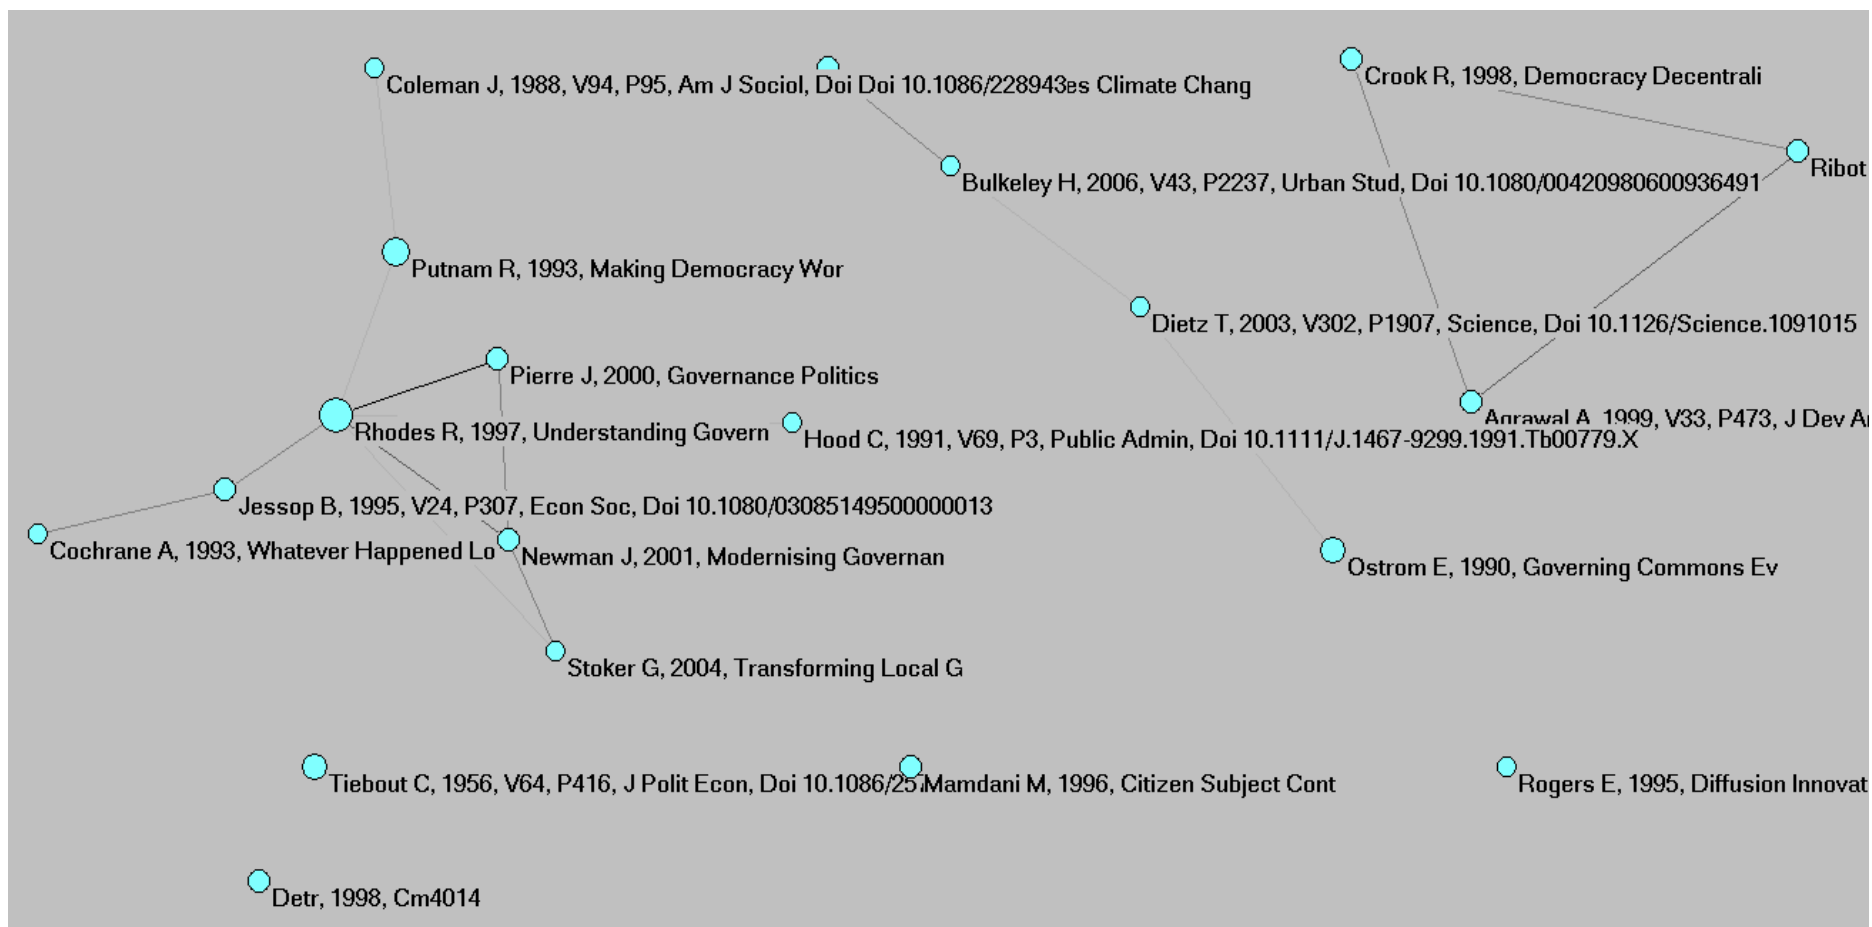 Coleman J, 1988, V94, P95, Am J Sociol, Doi Doi 10.1086/228943es Climate Chang
Crook R, 1998, Democracy Decentrali
Ribot
Bulkeley H, 2006, V43, P2237, Urban Stud, Doi 10.1080/00420980600936491
Putnam R, 1993, Making Democracy Wor
Dietz T, 2003, V302, P1907, Science, Doi 10.1126/Science.1091015
Pierre J, 2000, Governance Politics
Agrawal A, 1999, V33, P473, J Dev Ar
Rhodes R, 1997, Understanding Govern
Hood C, 1991, V69, P3, Public Admin, Doi 10.1111/J.1467-9299.1991.Tb00779.X
Jessop B, 1995, V24, P307, Econ Soc, Doi 10.1080/03085149500000013
Cochrane A, 1993, Whatever Happened Lo
Newman J, 2001, Modernising Governan
Ostrom E, 1990, Governing Commons Ev
Stoker G, 2004, Transforming Local G
Tiebout C, 1956, V64, P416, J Polit Econ, Doi 10.1086/25
Mamdani M, 1996, Citizen Subject Cont
Rogers E, 1995, Diffusion Innovat
Detr, 1998, Cm4014